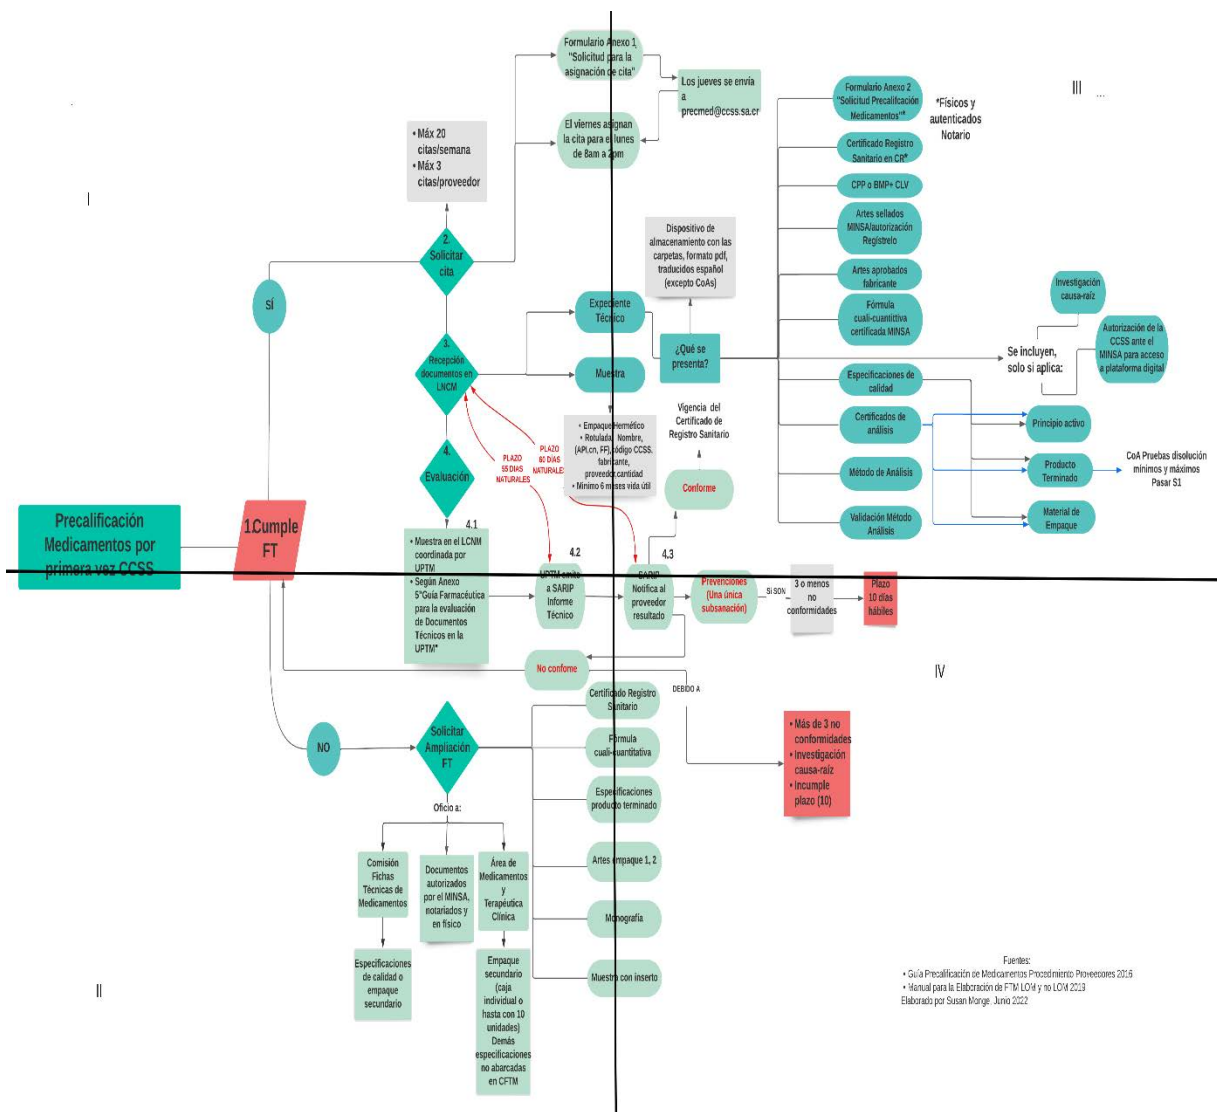 Precalificación
Medicamentos por
primera vez CCSS
1.Cumple
FT
I
SÍ
• Máx 20
citas/semana
• Máx 3
citas/proveedor
2.
Solicitar
cita
Formulario Anexo 1,
"Solicitud para la
asignación de cita"
Los jueves se envía
a
precmed@ccss.sa.cr
El viernes asignan
la cita para el lunes
de 8am a 2pm
3.
Recepción
documentos en
LNCM
Expediente
Técnico
Muestra
Dispositivo de
almacenamiento con las
carpetas, formato pdf,
traducidos español
(excepto CoAs)
¿Qué se
presenta?
• Empaque Hermético
• Rotulada: Nombre,
(API,cn, FF),código CCSS,
fabricante,
proveedor,cantidad
• Mínimo 6 meses vida útil
PLAZO
55 DIAS
NATURALES
PLAZO
60 DÍAS
NATURALES
4.
Evaluación
4.1
• Muestra en el LCNM
coordinada por
UPTM
• Según Anexo
5"Guía Farmacéutica
para la evaluación
de Documentos
Técnicos en la
UPTM"
4.2
UPTM emite
a SARIP
Informe
Técnico
4.3
SARIP
Notifica al
proveedor
resultado
Vigencia del
Certificado de
Registro Sanitario
Conforme
Prevenciones
(Una única
subsanación)
Si SON
3 o menos
no
conformidades
Plazo
10 días
hábiles
No conforme
DEBIDO A
• Más de 3 no
conformidades
• Investigación
causa-raíz
• Incumple
plazo (10)
III
Formulario Anexo 2
"Solicitud Precalifcación
Medicamentos"*
*Físicos y
autenticados
Notario
Certificado Registro
Sanitario en CR*
CPP o BMP+ CLV
Artes sellados
MINSA/autorización
Regístrelo
Artes aprobados
fabricante
Fórmula
cuali-cuantittiva
certificada MINSA
Se incluyen,
solo si aplica:
Investigación
causa-raíz
Autorización de la
CCSS ante el
MINSA para acceso
a plataforma digital
Especificaciones de
calidad
Certificados de
análisis
Método de Análisis
Validación Método
Análisis
Principio activo
Producto
Terminado
Material de
Empaque
CoA Pruebas disolución
mínimos y máximos
Pasar S1
NO
Solicitar
Ampliación
FT
Oficio a:
Comisión
Fichas
Técnicas de
Medicamentos
Especificaciones
de calidad o
empaque
secundario
Documentos
autorizados
por el MINSA,
notariados y
en físico
Área de
Medicamentos
y
Terapéutica
Clínica
Empaque
secundario
(caja
individual o
hasta con 10
unidades)
Demás
especificaciones
no abarcadas
en CFTM
Certificado Registro
Sanitario
Fórmula
cuali-cuantitativa
Especificaciones
producto terminado
Artes empaque 1, 2
Monografía
Muestra con inserto
II
IV
Fuentes:
• Guía Precalificación de Medicamentos Procedimiento Proveedores 2016
• Manual para la Elaboración de FTM LOM y no LOM 2019
Elaborado por Susan Monge, Junio 2022